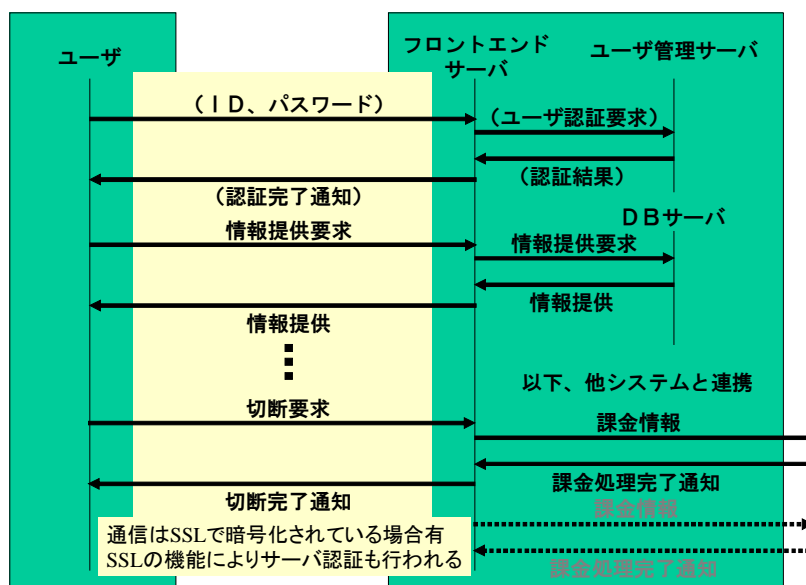 ユーザ
フロントエンド
サーバ
ユーザ管理サーバ
(ID、パスワード)
(ユーザ認証要求)
(認証結果)
(認証完了通知)
DBサーバ
情報提供要求
情報提供要求
情報提供
情報提供
以下、他システムと連携
切断要求
課金情報
課金処理完了通知
切断完了通知
課金情報
通信はSSLで暗号化されている場合有
SSLの機能によりサーバ認証も行われる
課金処理完了通知